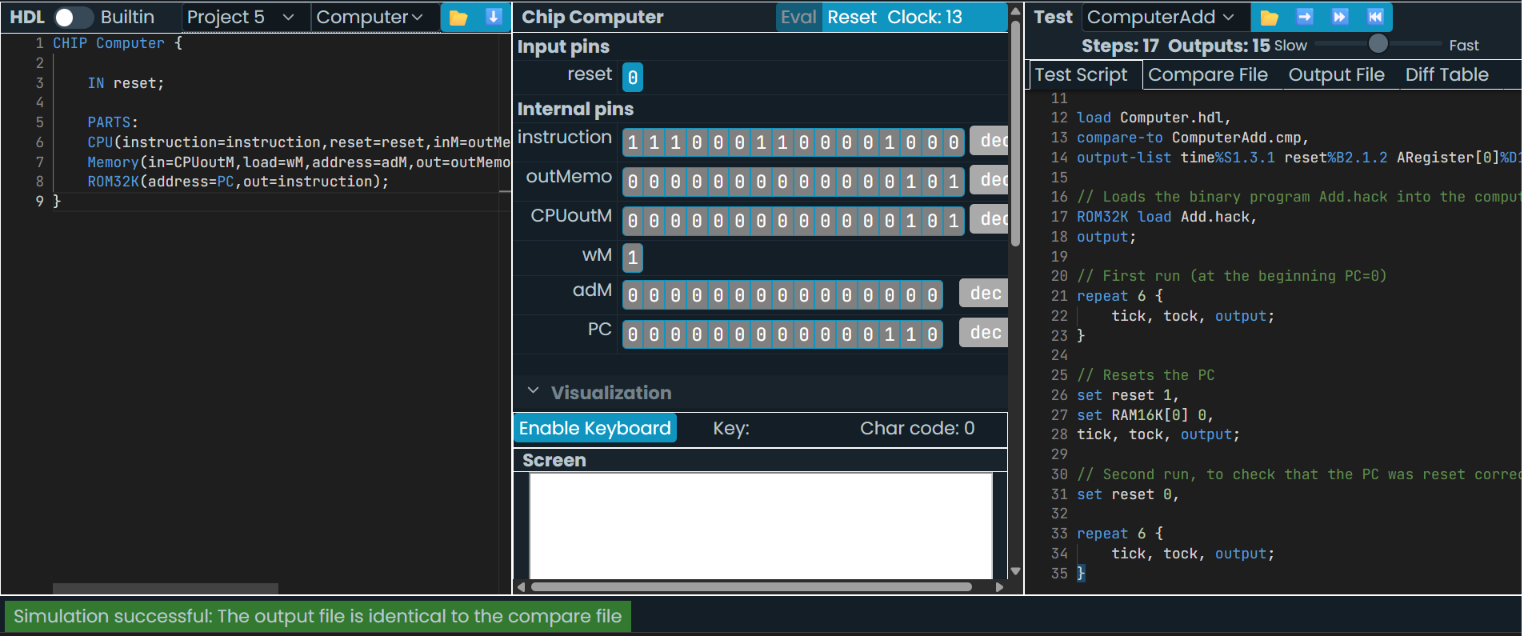 HDL Builtin Project 5 Computer
1 CHIP Computer {
2
3 IN reset;
4
5 PARTS:
6 CPU(instruction=instruction,reset=reset,inM=outMe
7 Memory(in=CPUoutM,load=wM,address=adM,out=outMemo
8 ROM32K(address=PC,out=instruction);
9 }
Chip Computer Eval Reset Clock: 13
Input pins
reset 0
Internal pins
instruction 1 1 1 0 0 0 1 1 0 0 0 0 1 0 0 0 dec
outMemo 0 0 0 0 0 0 0 0 0 0 0 0 0 1 0 1 dec
CPUoutM 0 0 0 0 0 0 0 0 0 0 0 0 0 1 0 1 dec
wM 1
adM 0 0 0 0 0 0 0 0 0 0 0 0 0 0 0 dec
PC 0 0 0 0 0 0 0 0 0 0 0 0 1 1 0 dec
Visualization
Enable Keyboard Key: Char code: 0
Screen
Test ComputerAdd
Steps: 17 Outputs: 15 Slow Fast
Test Script Compare File Output File Diff Table
11
12 load Computer.hdl,
13 compare-to ComputerAdd.cmp,
14 output-list time%S1.3.1 reset%B2.1.2 ARegister[0]%D1
15
16 // Loads the binary program Add.hack into the comput
17 ROM32K load Add.hack,
18 output;
19
20 // First run (at the beginning PC=0)
21 repeat 6 {
22 tick, tock, output;
23 }
24
25 // Resets the PC
26 set reset 1,
27 set RAM16K[0] 0,
28 tick, tock, output;
29
30 // Second run, to check that the PC was reset correc
31 set reset 0,
32
33 repeat 6 {
34 tick, tock, output;
35 }
Simulation successful: The output file is identical to the compare file